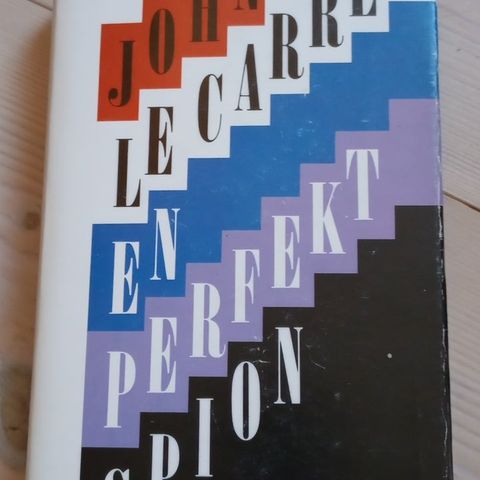 JOHN
LE CARRE
EN
PERFEKT
SPION